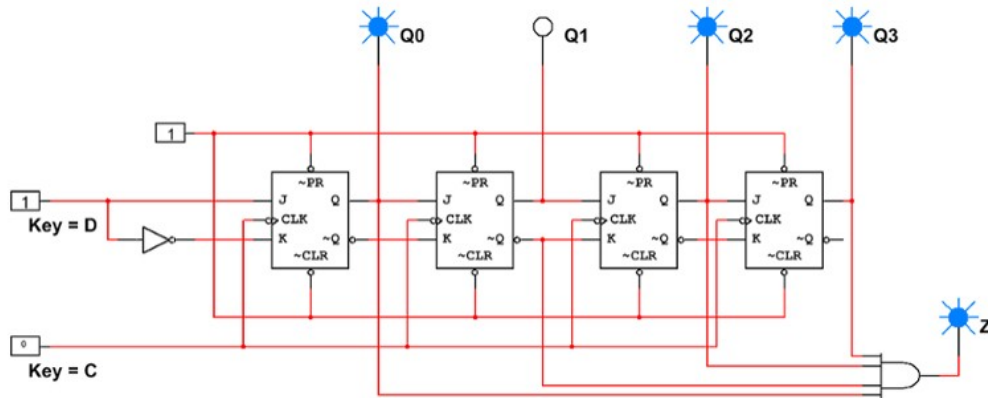 Q0 Q1 Q2 Q3
1
~PR ~PR ~PR ~PR
1 J Q J Q J Q J Q
CLK CLK CLK CLK
Key = D
K ~Q K ~Q K ~Q K ~Q
~CLR ~CLR ~CLR ~CLR
Z
0
Key = C